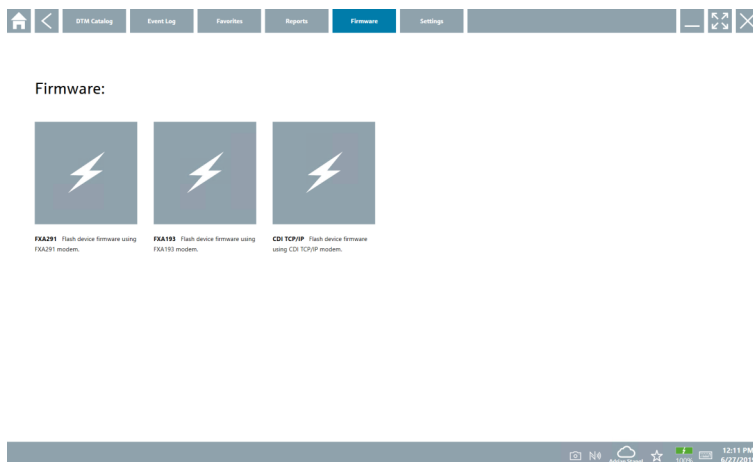 DTM Catalog Event Log Favorites Reports Firmware Settings
Firmware:
FXA291 Flash device firmware using
FXA291 modem.
FXA193 Flash device firmware using
FXA193 modem.
CDI TCP/IP Flash device firmware
using CDI TCP/IP modem.
100%
12:11 PM